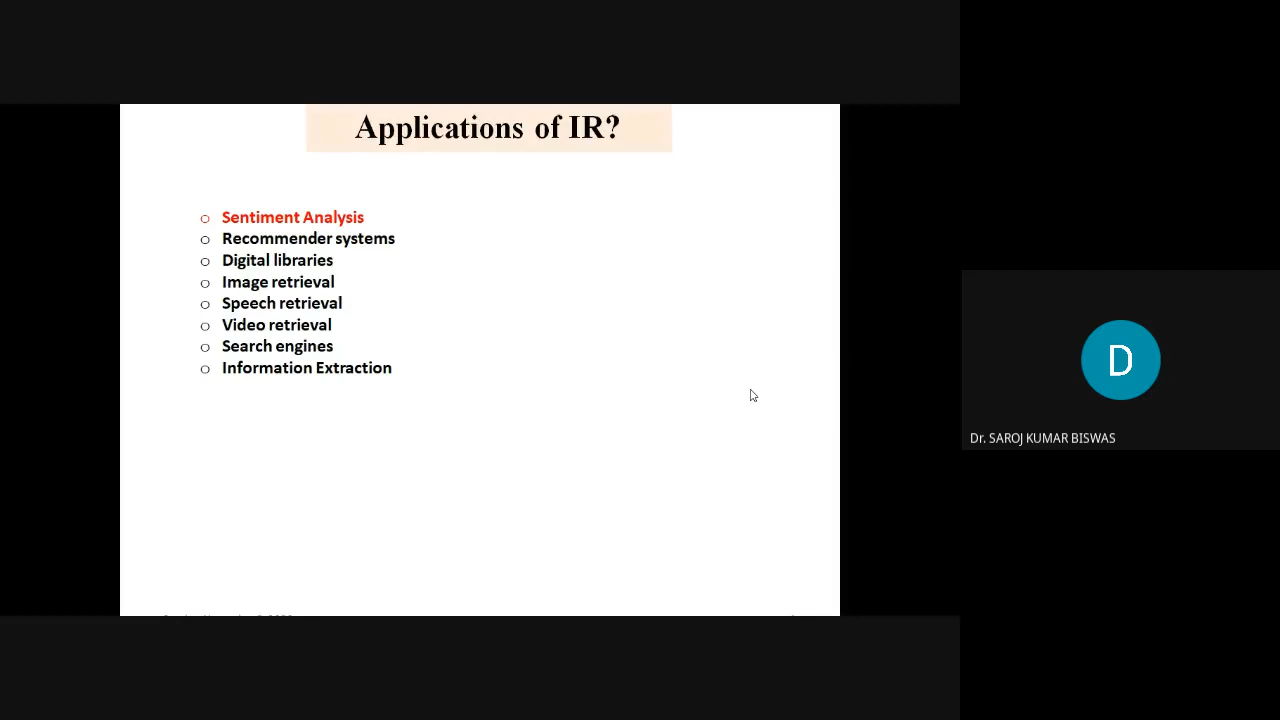 Applications of IR?
o Sentiment Analysis
o Recommender systems
o Digital libraries
o Image retrieval
o Speech retrieval
o Video retrieval
o Search engines
o Information Extraction
D
Dr. SAROJ KUMAR BISWAS